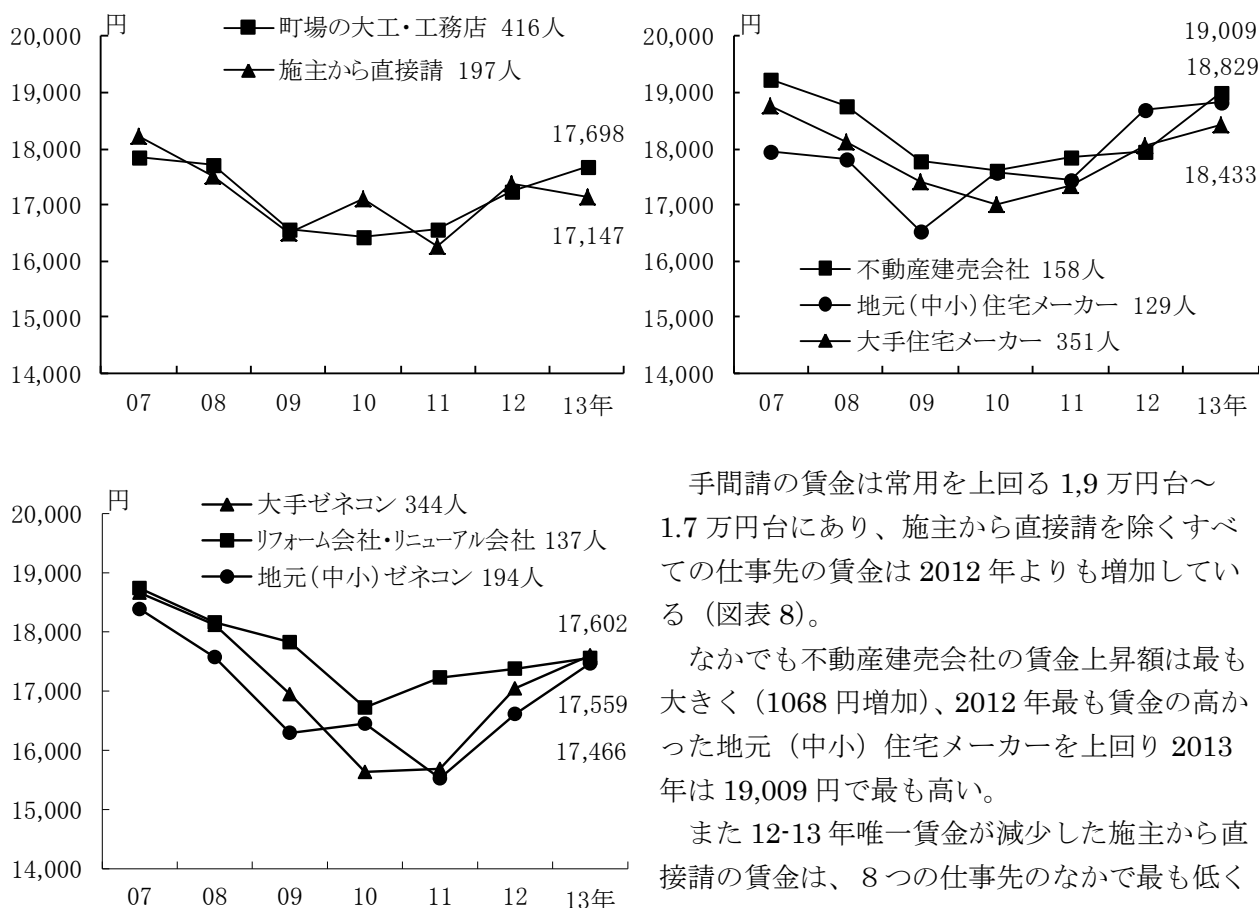 円
20,000
19,000
18,000
17,000
16,000
15,000
14,000
町場の大工・工務店 416人
施主から直接請 197人
17,698
17,147
07 08 09 10 11 12 13年
円
20,000
19,000
18,000
17,000
16,000
15,000
14,000
19,009
18,829
18,433
不動産建売会社 158人
地元(中小)住宅メーカー 129人
大手住宅メーカー 351人
07 08 09 10 11 12 13年
円
20,000
19,000
18,000
17,000
16,000
15,000
14,000
大手ゼネコン 344人
リフォーム会社・リニューアル会社 137人
地元(中小)ゼネコン 194人
17,602
17,559
17,466
07 08 09 10 11 12 13年
手間請の賃金は常用を上回る 1,9 万円台～
1.7 万円台にあり、施主から直接請を除くすべ
ての仕事先の賃金は 2012 年よりも増加してい
る（図表 8）。
なかでも不動産建売会社の賃金上昇額は最も
大きく（1068 円増加）、2012 年最も賃金の高か
った地元（中小）住宅メーカーを上回り 2013
年は 19,009 円で最も高い。
また 12-13 年唯一賃金が減少した施主から直
接請の賃金は、８つの仕事先のなかで最も低く